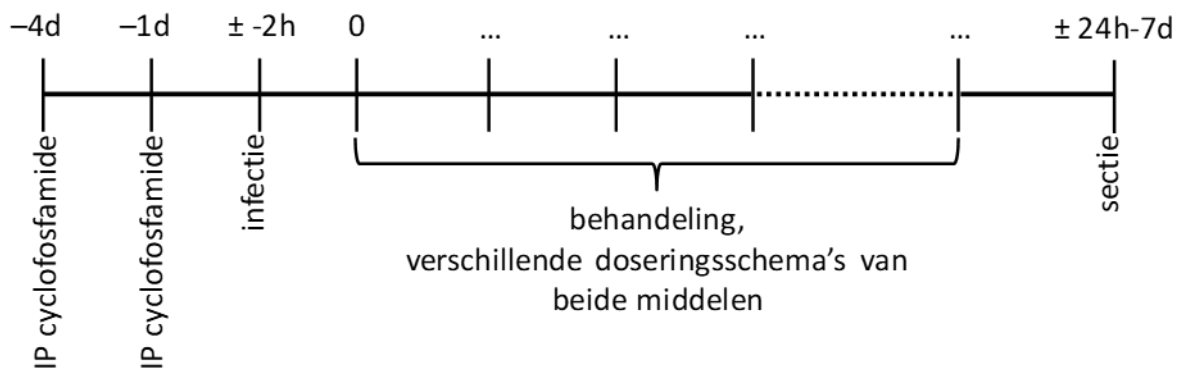 –4d –1d ± -2h 0 ... ... ... ... ± 24h-7d
IP cyclofosfamide
IP cyclofosfamide
infectie
sectie
behandeling,
verschillende doseringsschema’s van
beide middelen